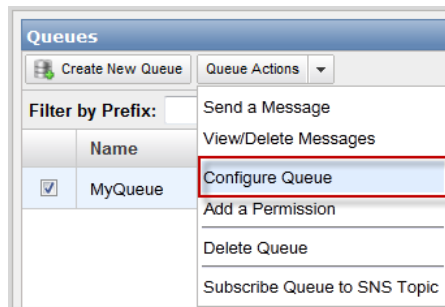 Queues
Create New Queue
Queue Actions
Filter by Prefix:
Send a Message
View/Delete Messages
Name
Configure Queue
MyQueue
Add a Permission
Delete Queue
Subscribe Queue to SNS Topic